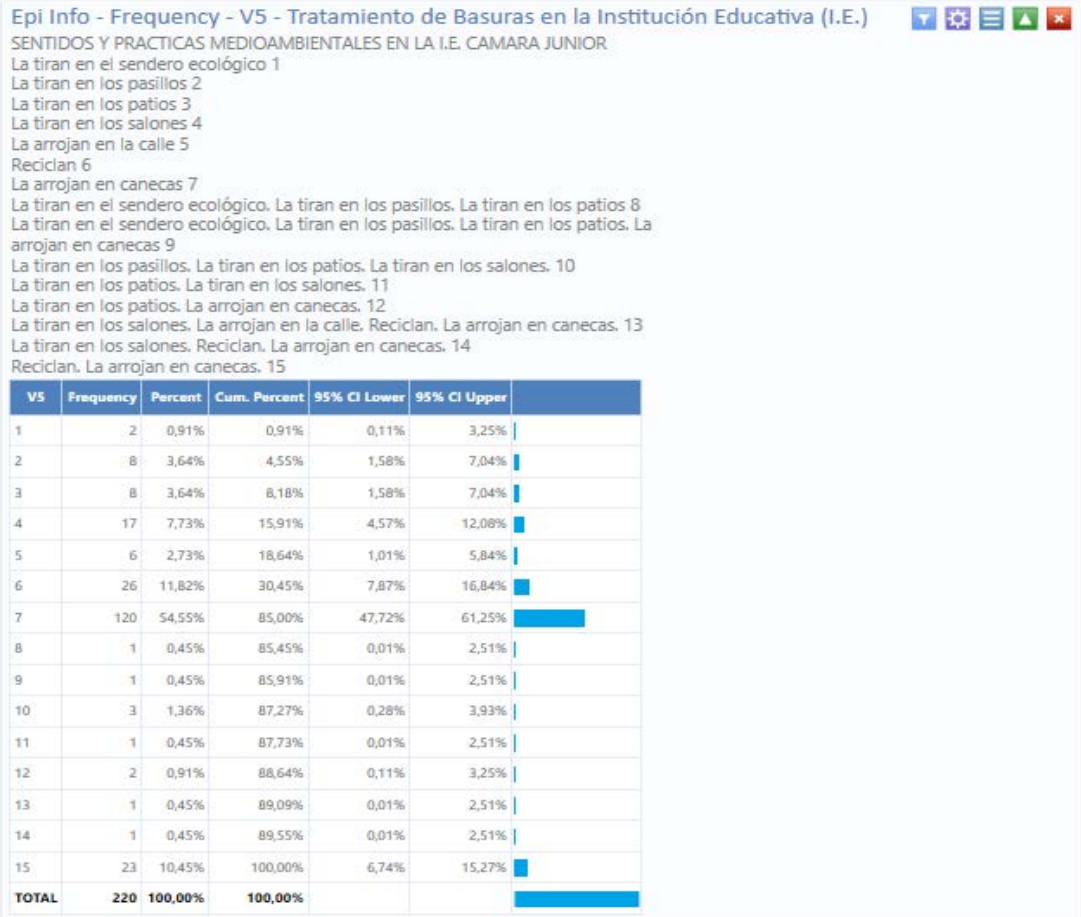 Epi Info - Frequency - V5 - Tratamiento de Basuras en la Institución Educativa (I.E.)
SENTIDOS Y PRACTICAS MEDIOAMBIENTALES EN LA I.E. CAMARA JUNIOR
La tiran en el sendero ecológico 1
La tiran en los pasillos 2
La tiran en los patios 3
La tiran en los salones 4
La arrojan en la calle 5
Reciclan 6
La arrojan en canecas 7
La tiran en el sendero ecológico. La tiran en los pasillos. La tiran en los patios 8
La tiran en el sendero ecológico. La tiran en los pasillos. La tiran en los patios. La
arrojan en canecas 9
La tiran en los pasillos. La tiran en los patios. La tiran en los salones. 10
La tiran en los patios. La tiran en los salones. 11
La tiran en los patios. La arrojan en canecas. 12
La tiran en los salones. La arrojan en la calle. Reciclan. La arrojan en canecas. 13
La tiran en los salones. Reciclan. La arrojan en canecas. 14
Reciclan. La arrojan en canecas. 15
V5 Frequency Percent Cum. Percent 95% CI Lower 95% CI Upper
1 2 0,91% 0,91% 0,11% 3,25%
2 8 3,64% 4,55% 1,58% 7,04%
3 8 3,64% 8,18% 1,58% 7,04%
4 17 7,73% 15,91% 4,57% 12,08%
5 6 2,73% 18,64% 1,01% 5,84%
6 26 11,82% 30,45% 7,87% 16,84%
7 120 54,55% 85,00% 47,72% 61,25%
8 1 0,45% 85,45% 0,01% 2,51%
9 1 0,45% 85,91% 0,01% 2,51%
10 3 1,36% 87,27% 0,28% 3,93%
11 1 0,45% 87,73% 0,01% 2,51%
12 2 0,91% 88,64% 0,11% 3,25%
13 1 0,45% 89,09% 0,01% 2,51%
14 1 0,45% 89,55% 0,01% 2,51%
15 23 10,45% 100,00% 6,74% 15,27%
TOTAL 220 100,00% 100,00%